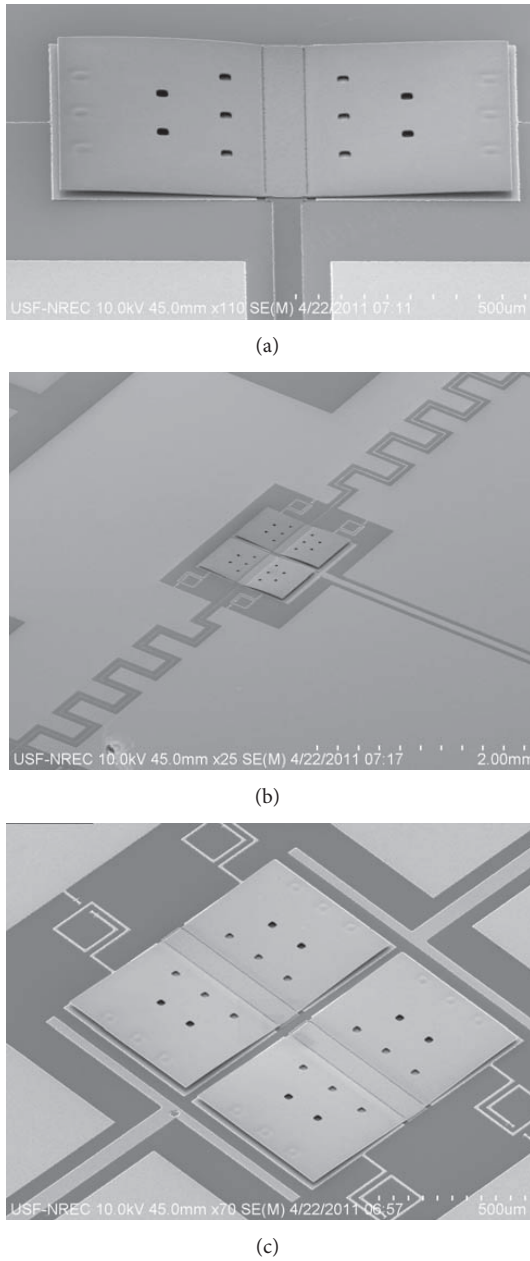 USF-NREC 10.0kV 45.0mm x110 SE(M) 4/22/2011 07:11 500um
(a)
USF-NREC 10.0kV 45.0mm x25 SE(M) 4/22/2011 07:17 2.00mm
(b)
USF-NREC 10.0kV 45.0mm x70 SE(M) 4/22/2011 06:57 500um
(c)